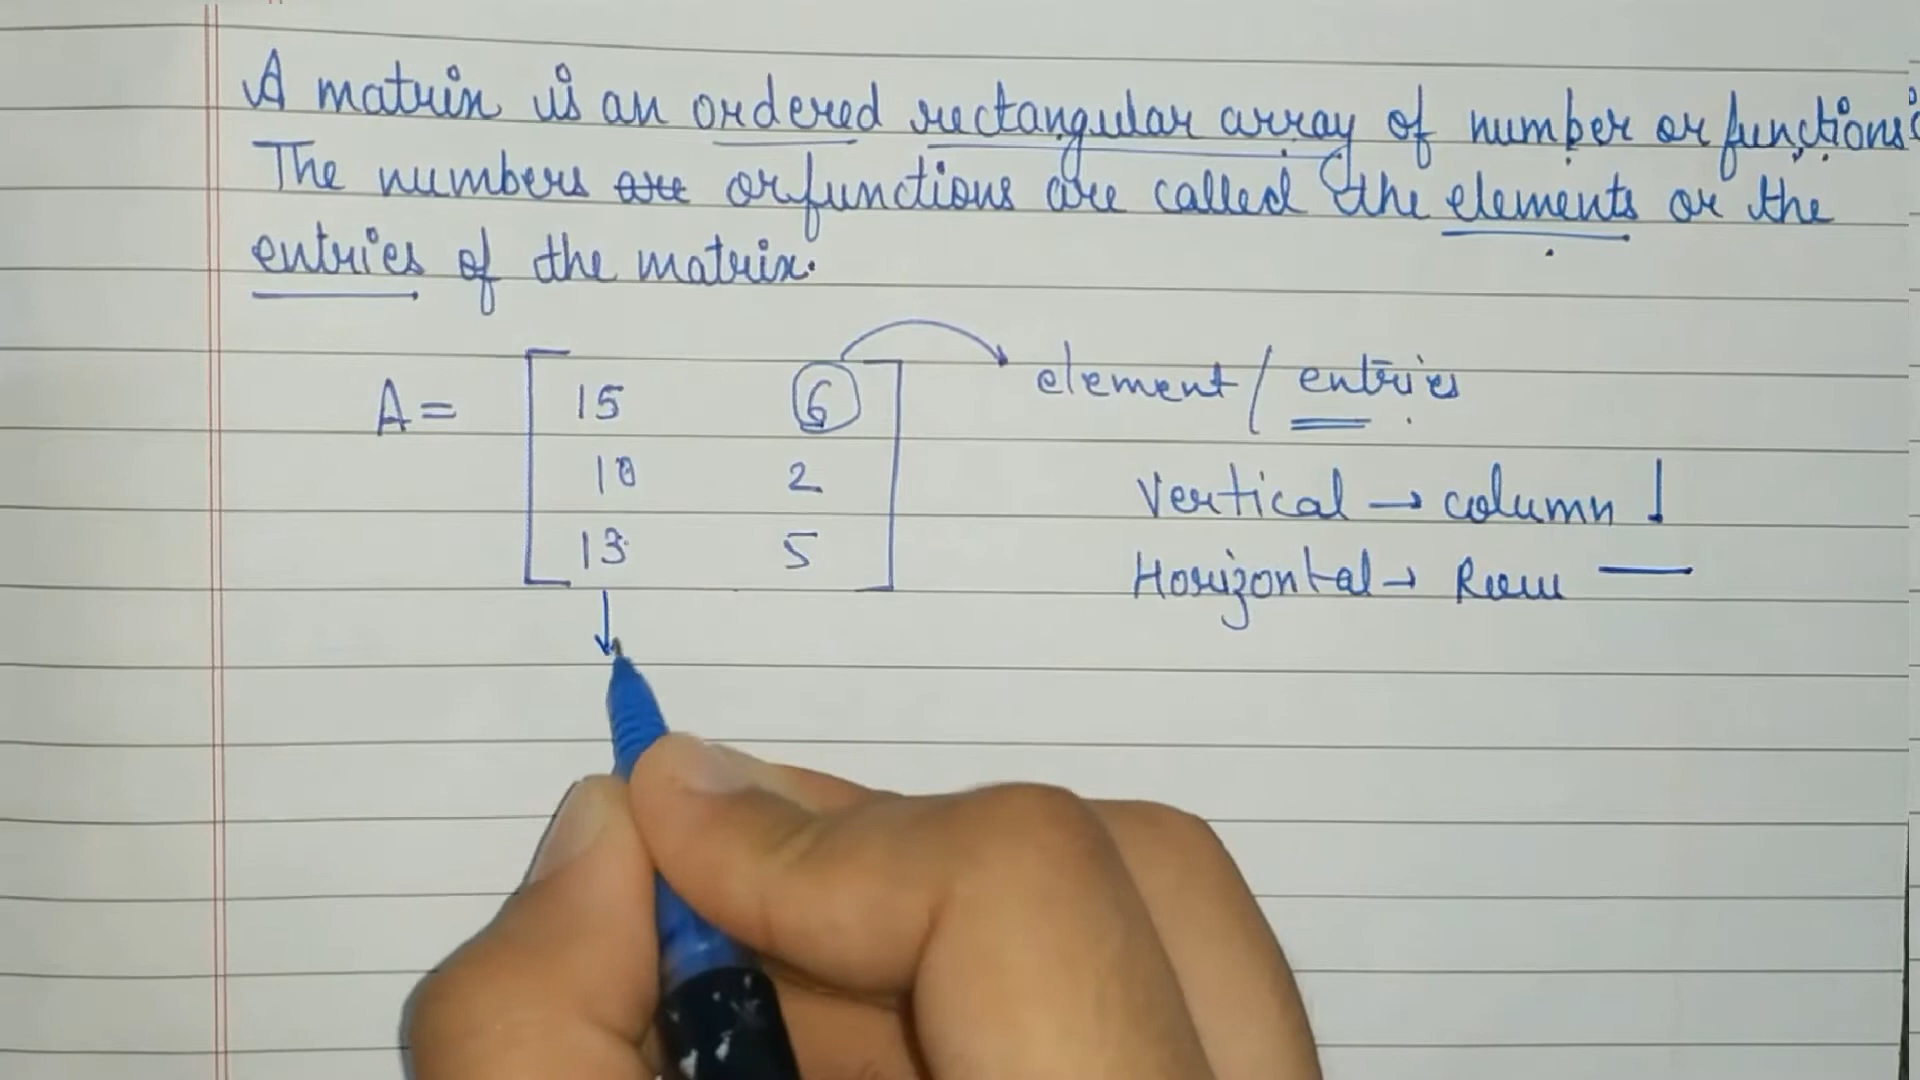 A matrix is an ordered rectangular array of number or functions
The numbers are or functions are called the elements or the
entries of the matrix.
A = 15 6 element / entries
10 2 Vertical → column
13 5 Horizontal → Row